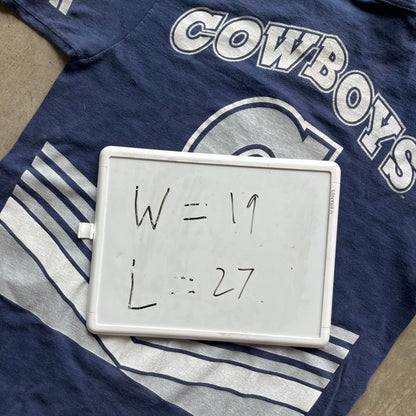 COWBOYS
W = 19
L = 27